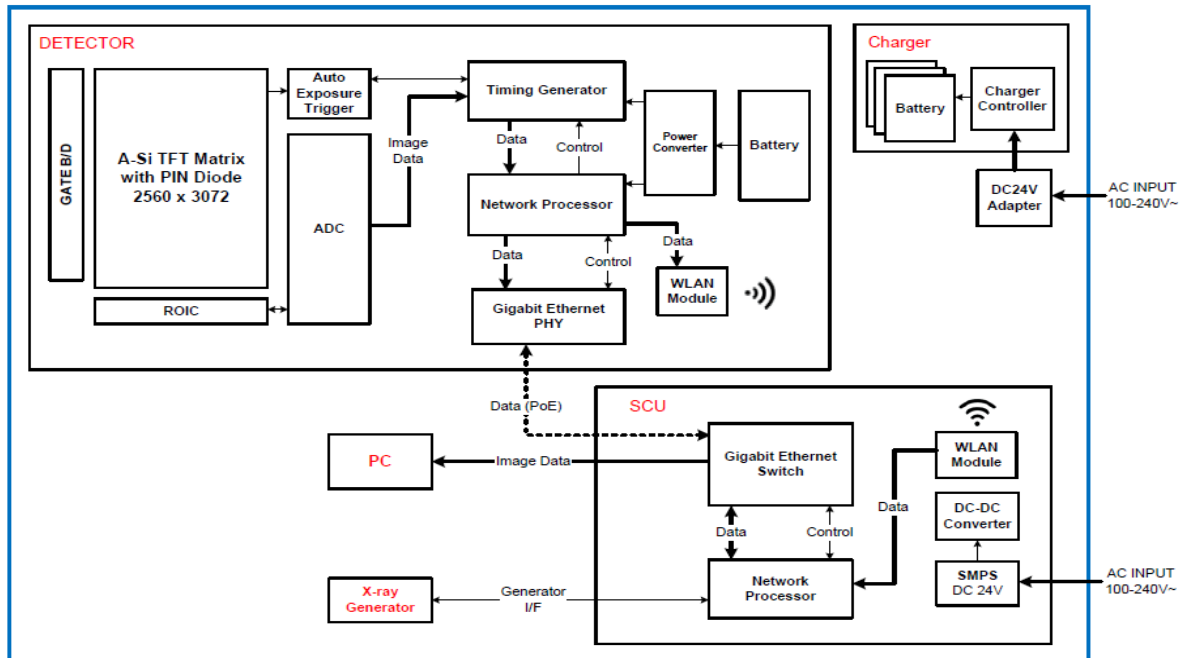 DETECTOR
GATE B/D
A-Si TFT Matrix
with PIN Diode
2560 x 3072
ROIC
Auto
Exposure
Trigger
ADC
Image
Data
Timing Generator
Data
Control
Power
Converter
Battery
Network Processor
Data
Control
Data
WLAN
Module
Gigabit Ethernet
PHY
Charger
Battery
Charger
Controller
DC24V
Adapter
AC INPUT
100-240V~
Data (PoE)
SCU
PC
Image Data
Gigabit Ethernet
Switch
WLAN
Module
Data
Control
Data
DC-DC
Converter
X-ray
Generator
Generator
I/F
Network
Processor
SMPS
DC 24V
AC INPUT
100-240V~